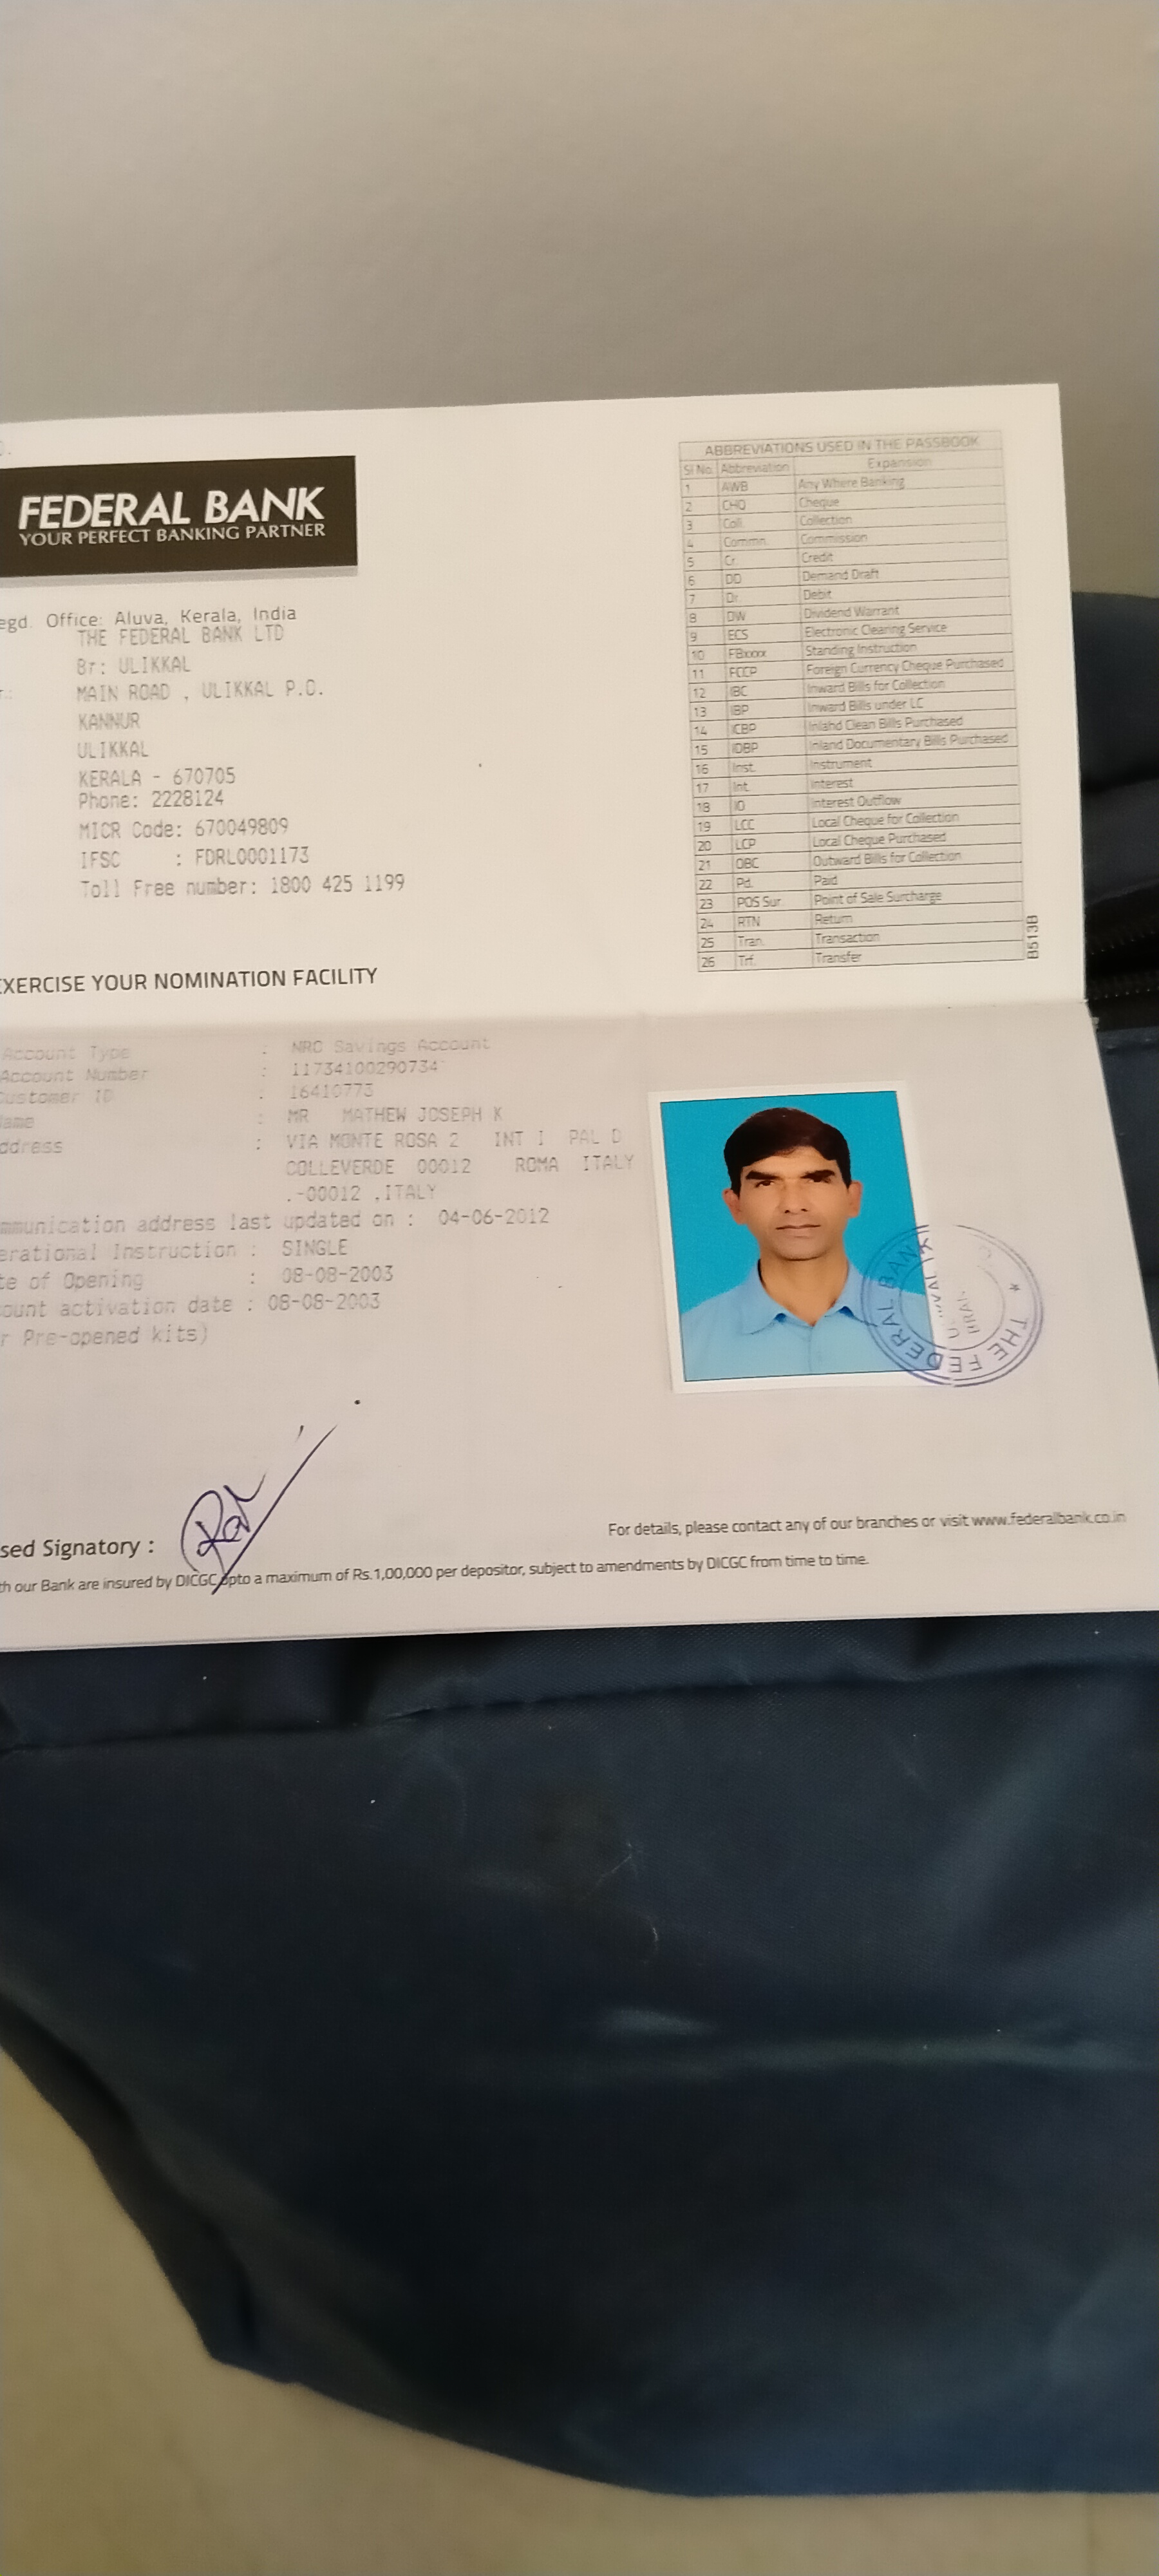 FEDERAL BANK
YOUR PERFECT BANKING PARTNER
egd. Office: Aluva, Kerala, India
THE FEDERAL BANK LTD
Br: ULIKKAL
MAIN ROAD , ULIKKAL P.O.
KANNUR
ULIKKAL
KERALA - 670705
Phone: 2228124
MICR Code: 670049809
IFSC : FDRL0001173
Toll Free number: 1800 425 1199
EXERCISE YOUR NOMINATION FACILITY
ABBREVIATIONS USED IN THE PASSBOOK
Sl No. Abbreviation Expansion
1 AWB Any Where Banking
2 CHQ Cheque
3 Coll. Collection
4 Commn. Commission
5 Cr. Credit
6 DD Demand Draft
7 Dr. Debit
8 DW Dividend Warrant
9 ECS Electronic Clearing Service
10 FBxxxx Standing Instruction
11 FCCP Foreign Currency Cheque Purchased
12 IBC Inward Bills for Collection
13 IBP Inward Bills under LC
14 ICBP Inland Clean Bills Purchased
15 IDBP Inland Documentary Bills Purchased
16 Inst. Instrument
17 Int. Interest
18 IO Interest Outflow
19 LCC Local Cheque for Collection
20 LCP Local Cheque Purchased
21 OBC Outward Bills for Collection
22 Pd. Paid
23 POS Sur. Point of Sale Surcharge
24 RTN Return
25 Tran. Transaction
26 Trf. Transfer
B513B
Account Type : NRO Savings Account
Account Number : 11734100290734
Customer ID : 16410773
ame : MR MATHEW JOSEPH K
ddress : VIA MONTE ROSA 2 INT I PAL D
COLLEVERDE 00012 ROMA ITALY
.-00012 ,ITALY
mmunication address last updated on : 04-06-2012
erational Instruction : SINGLE
te of Opening : 08-08-2003
ount activation date : 08-08-2003
r Pre-opened kits)
THE FEDERAL BANK
sed Signatory :
For details, please contact any of our branches or visit www.federalbank.co.in
th our Bank are insured by DICGC upto a maximum of Rs.1,00,000 per depositor, subject to amendments by DICGC from time to time.